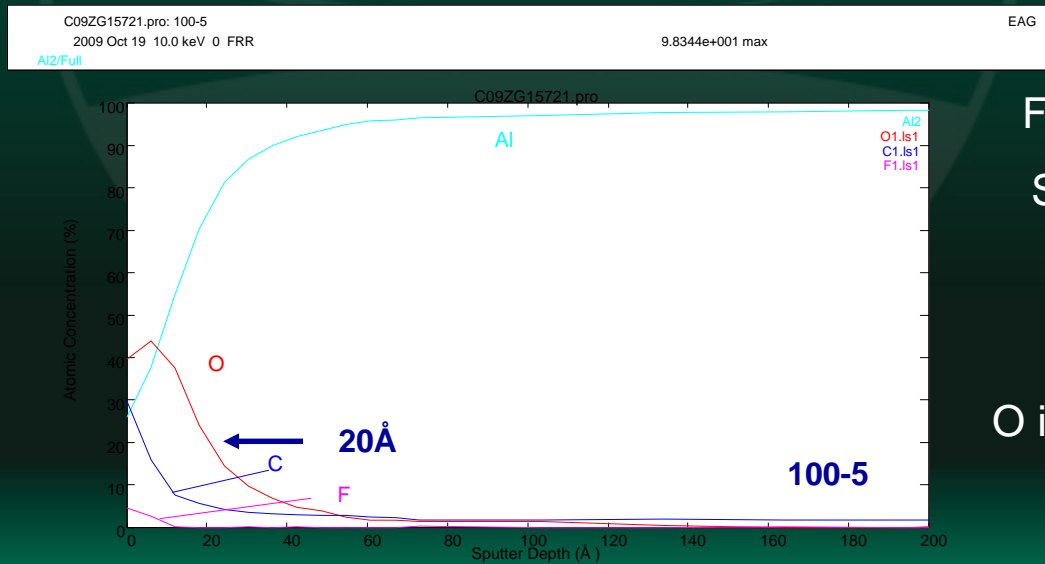 C09ZG15721.pro: 100-5
EAG
2009 Oct 19 10.0 keV 0 FRR
9.8344e+001 max
Al2/Full
C09ZG15721.pro
100
90
80
70
60
50
40
30
20
10
0
Atomic Concentration (%)
Al
Al2
O1.ls1
C1.ls1
F1.ls1
O
20Å
C
F
100-5
0 20 40 60 80 100 120 140 160 180 200
Sputter Depth (Å )
F
S
O i